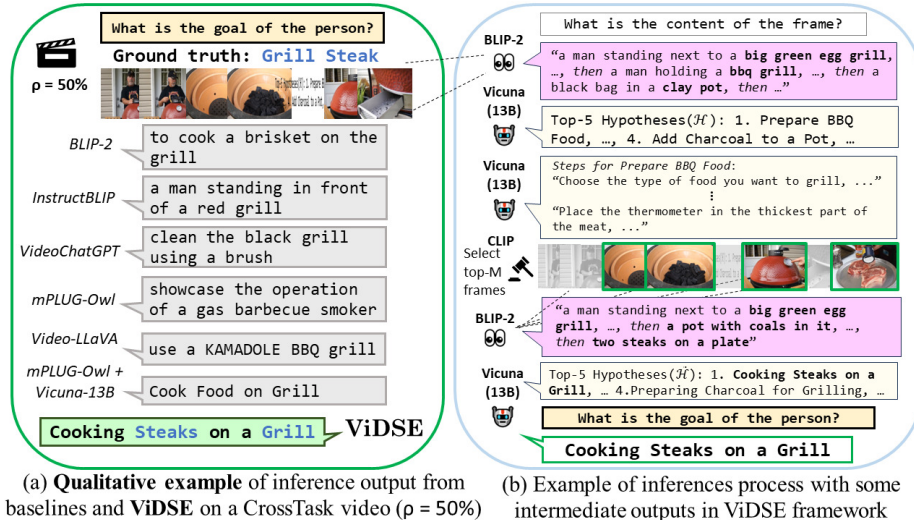 What is the goal of the person?
Ground truth: Grill Steak
ρ = 50%
BLIP-2
to cook a brisket on the
grill
InstructBLIP
a man standing in front
of a red grill
VideoChatGPT
clean the black grill
using a brush
mPLUG-Owl
showcase the operation
of a gas barbecue smoker
Video-LLaVA
use a KAMADOLE BBQ grill
mPLUG-Owl +
Vicuna-13B
Cook Food on Grill
Cooking Steaks on a Grill
ViDSE
(a) Qualitative example of inference output from
baselines and ViDSE on a CrossTask video (ρ = 50%)
What is the content of the frame?
BLIP-2
“a man standing next to a big green egg grill,
…, then a man holding a bbq grill, …, then a
black bag in a clay pot, then …”
Vicuna
(13B)
Top-5 Hypotheses(ℋ): 1. Prepare BBQ
Food, …, 4. Add Charcoal to a Pot, …
Vicuna
(13B)
Steps for Prepare BBQ Food:
“Choose the type of food you want to grill, ...”
⋮
“Place the thermometer in the thickest part of
the meat, ...”
CLIP
Select
top-M
frames
BLIP-2
“a man standing next to a big green egg
grill, …, then a pot with coals in it, …,
then two steaks on a plate”
Vicuna
(13B)
Top-5 Hypotheses(ℋ̇): 1. Cooking Steaks on a
Grill, … 4.Preparing Charcoal for Grilling, …
What is the goal of the person?
Cooking Steaks on a Grill
(b) Example of inferences process with some
intermediate outputs in ViDSE framework